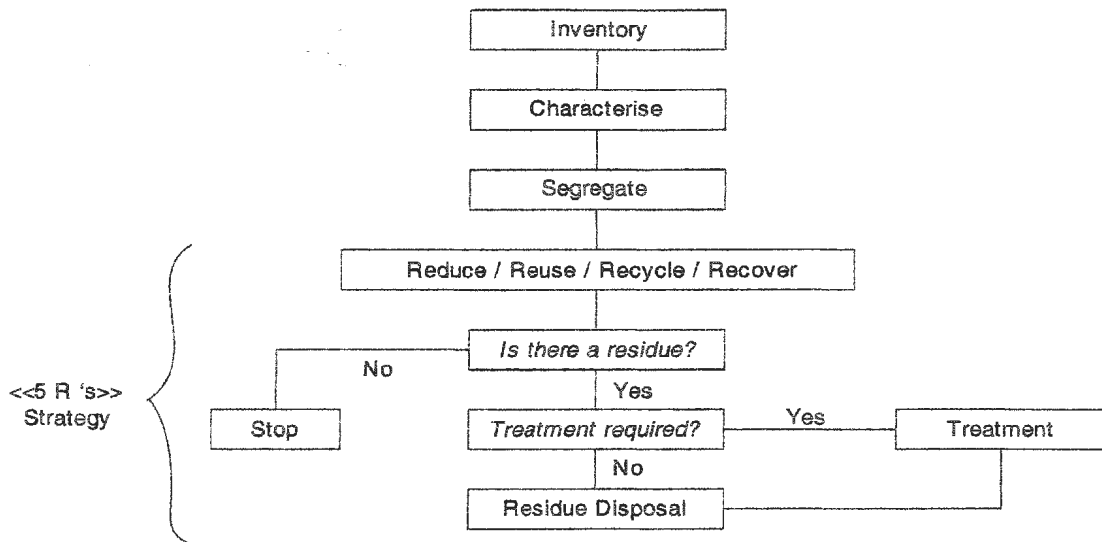 Inventory
Characterise
Segregate
Reduce / Reuse / Recycle / Recover
Is there a residue?
No
Yes
<<5 R 's>>
Strategy
Stop
Treatment required?
Yes
Treatment
No
Residue Disposal